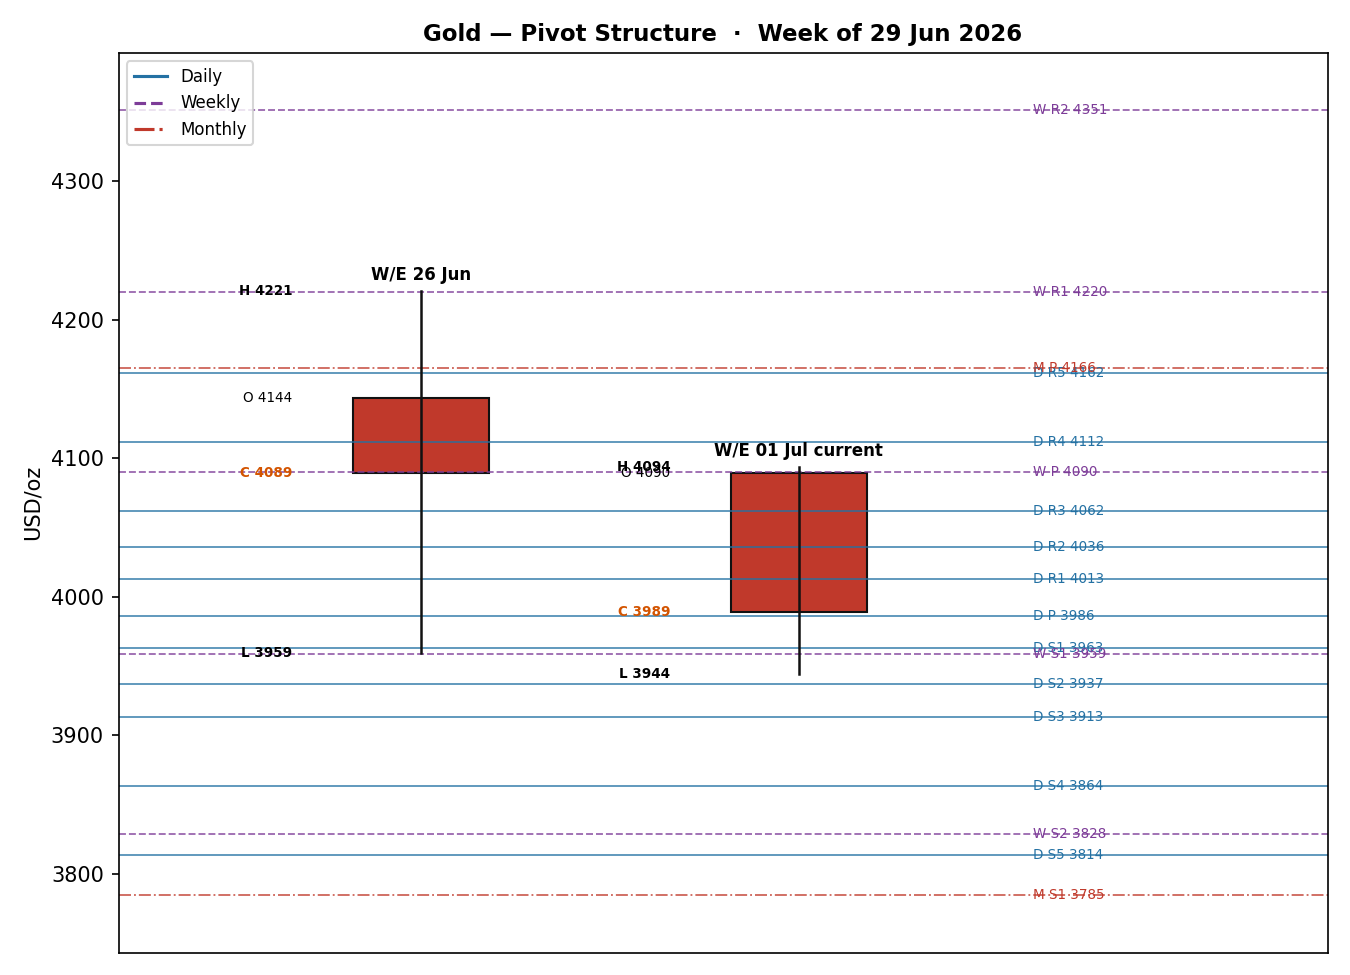 Gold — Pivot Structure · Week of 29 Jun 2026
Daily
Weekly
Monthly
USD/oz
4300
4200
4100
4000
3900
3800
W/E 26 Jun
H 4221
O 4144
C 4089
L 3959
W/E 01 Jul current
H 4094
O 4090
C 3989
L 3944
W R2 4351
W R1 4220
M P 4166
D R5 4162
D R4 4112
W P 4090
D R3 4062
D R2 4036
D R1 4013
D P 3986
D S1 3963
W S1 3959
D S2 3937
D S3 3913
D S4 3864
W S2 3828
D S5 3814
M S1 3785